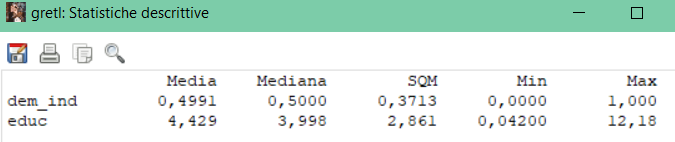 gretl: Statistiche descrittive
Media Mediana SQM Min Max
dem_ind 0,4991 0,5000 0,3713 0,0000 1,000
educ 4,429 3,998 2,861 0,04200 12,18